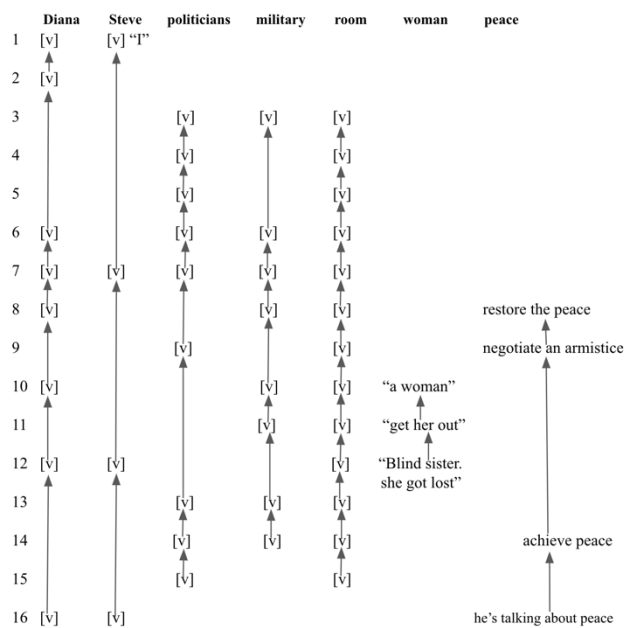 Diana Steve politicians military room woman peace
1 [v] [v] “I”
2 [v]
3 [v] [v] [v]
4 [v] [v]
5 [v] [v]
6 [v] [v] [v] [v]
7 [v] [v] [v] [v] [v]
8 [v] [v] [v] restore the peace
9 [v] [v] negotiate an armistice
10 [v] [v] [v] “a woman”
11 [v] [v] “get her out”
12 [v] [v] [v] “Blind sister.
she got lost”
13 [v] [v] [v]
14 [v] [v] [v] achieve peace
15 [v] [v]
16 [v] [v] he's talking about peace